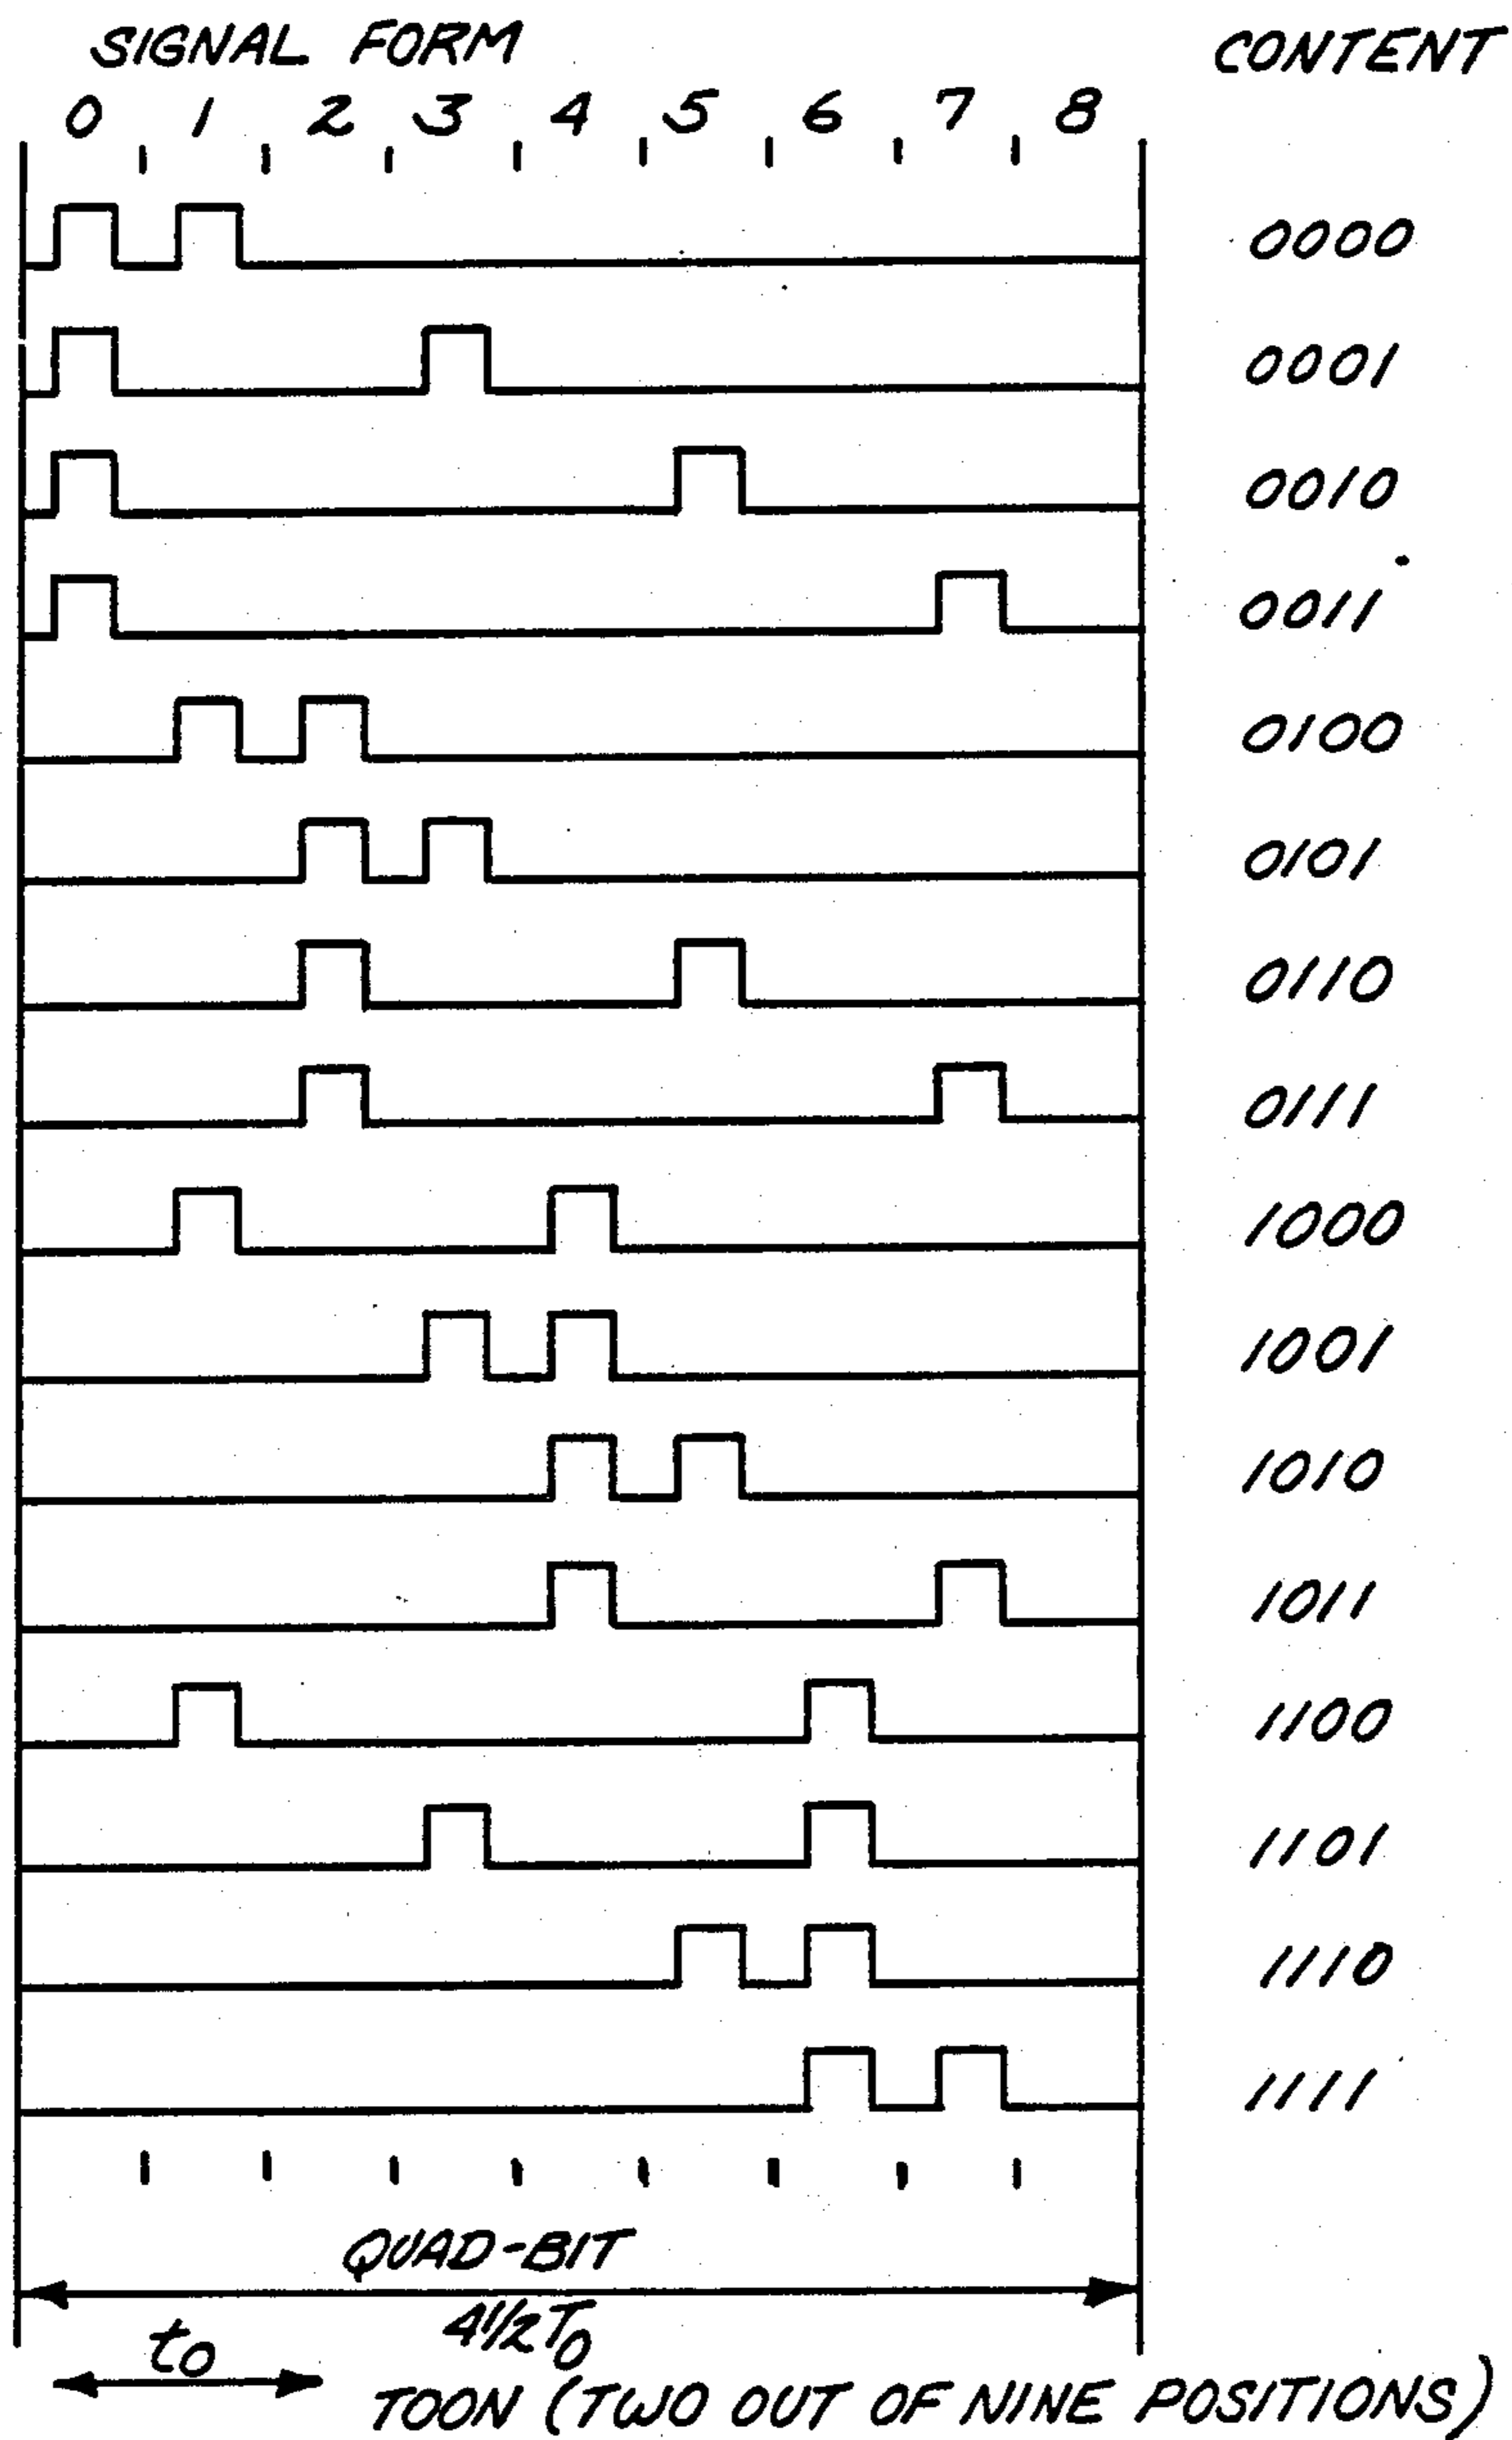 SIGNAL FORM CONTENT
0 1 2 3 4 5 6 7 8
0000
0001
0010
0011
0100
0101
0110
0111
1000
1001
1010
1011
1100
1101
1110
1111
QUAD-BIT
4 1/2 T0
t0
TOON (TWO OUT OF NINE POSITIONS)